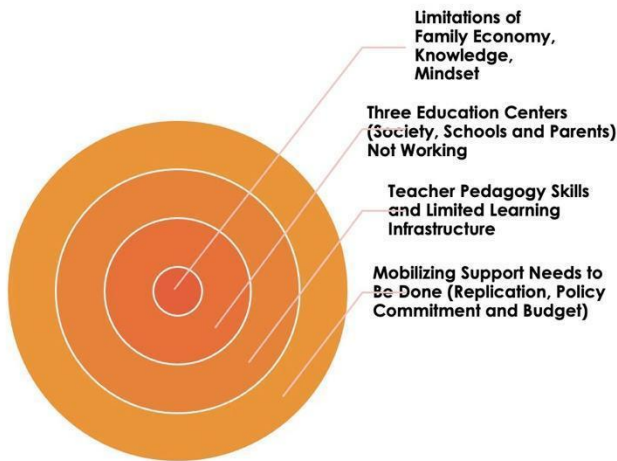 Limitations of
Family Economy,
Knowledge,
Mindset
Three Education Centers
(Society, Schools and Parents)
Not Working
Teacher Pedagogy Skills
and Limited Learning
Infrastructure
Mobilizing Support Needs to
Be Done (Replication, Policy
Commitment and Budget)